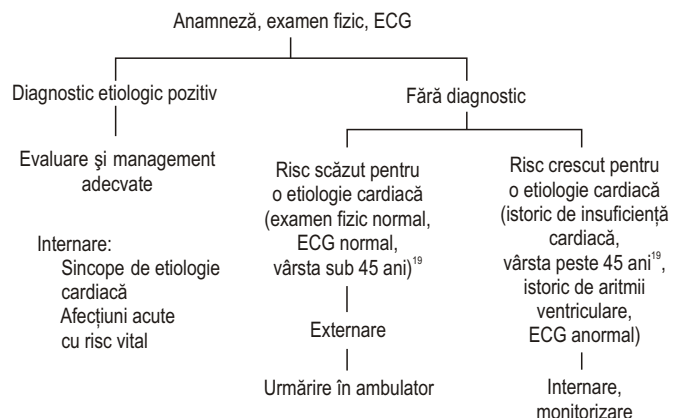 Anamneză, examen fizic, ECG
Diagnostic etiologic pozitiv
Evaluare şi management
adecvate
Internare:
Sincope de etiologie
cardiacă
Afecţiuni acute
cu risc vital
Fără diagnostic
Risc scăzut pentru
o etiologie cardiacă
(examen fizic normal,
ECG normal,
vârsta sub 45 ani)¹⁹
Externare
Urmărire în ambulator
Risc crescut pentru
o etiologie cardiacă
(istoric de insuficienţă
cardiacă,
vârsta peste 45 ani¹⁹,
istoric de aritmii
ventriculare,
ECG anormal)
Internare,
monitorizare